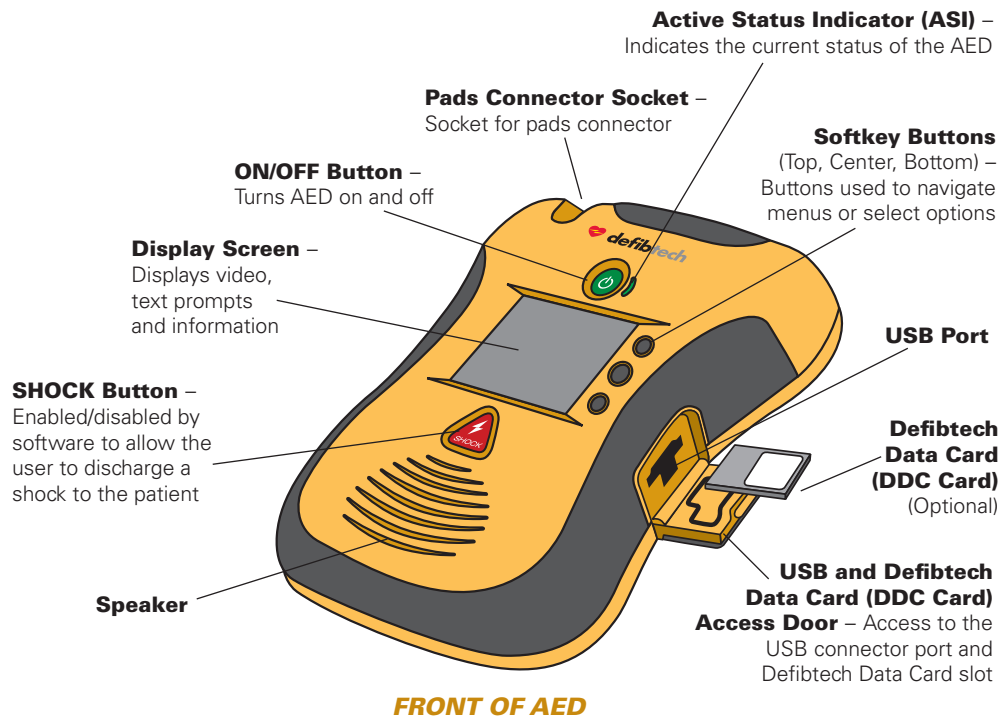 Active Status Indicator (ASI) –
Indicates the current status of the AED
Pads Connector Socket –
Socket for pads connector
Softkey Buttons
(Top, Center, Bottom) –
Buttons used to navigate
menus or select options
ON/OFF Button –
Turns AED on and off
Display Screen –
Displays video,
text prompts
and information
defibtech
USB Port
SHOCK Button –
Enabled/disabled by
software to allow the
user to discharge a
shock to the patient
SHOCK
Defibtech
Data Card
(DDC Card)
(Optional)
USB and Defibtech
Data Card (DDC Card)
Access Door – Access to the
USB connector port and
Defibtech Data Card slot
Speaker
FRONT OF AED